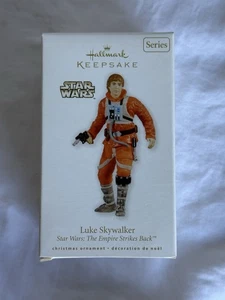 Hallmark
KEEPSAKE
Series
STAR
WARS
Luke Skywalker
Star Wars: The Empire Strikes Back™
christmas ornament – décoration de noël